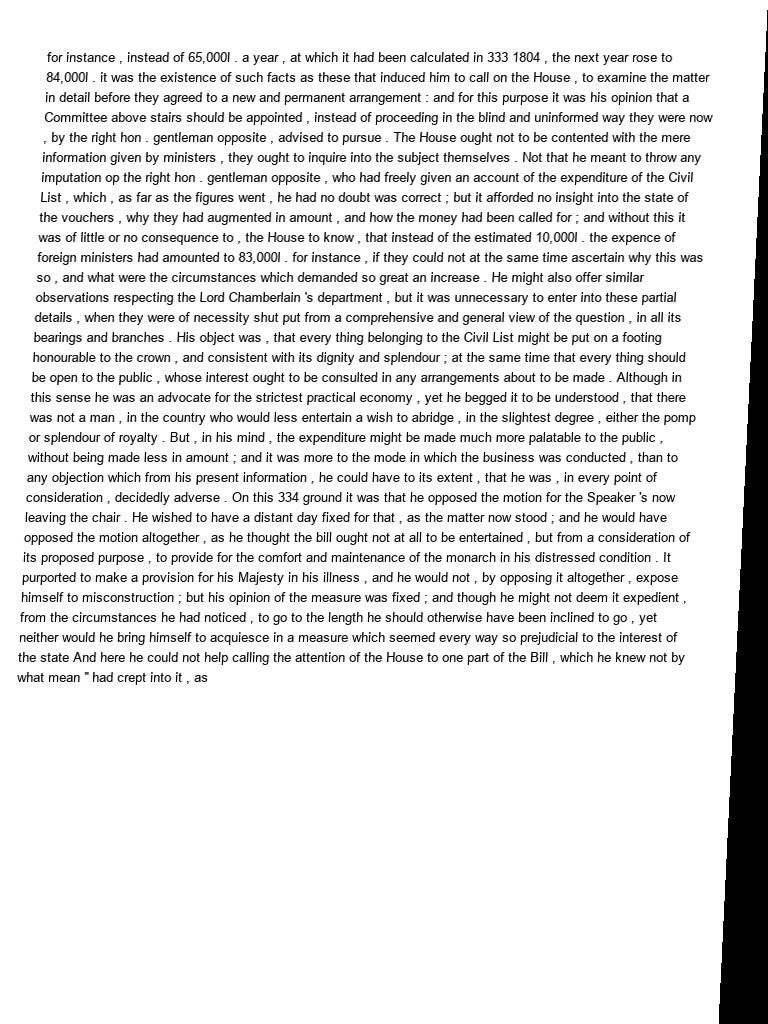 for instance , instead of 65,000l . a year , at which it had been calculated in 333 1804 , the next year rose to
84,000l . it was the existence of such facts as these that induced him to call on the House , to examine the matter
in detail before they agreed to a new and permanent arrangement : and for this purpose it was his opinion that a
Committee above stairs should be appointed , instead of proceeding in the blind and uninformed way they were now
, by the right hon . gentleman opposite , advised to pursue . The House ought not to be contented with the mere
information given by ministers , they ought to inquire into the subject themselves . Not that he meant to throw any
imputation op the right hon . gentleman opposite , who had freely given an account of the expenditure of the Civil
List , which , as far as the figures went , he had no doubt was correct ; but it afforded no insight into the state of
the vouchers , why they had augmented in amount , and how the money had been called for ; and without this it
was of little or no consequence to , the House to know , that instead of the estimated 10,000l . the expence of
foreign ministers had amounted to 83,000l . for instance , if they could not at the same time ascertain why this was
so , and what were the circumstances which demanded so great an increase . He might also offer similar
observations respecting the Lord Chamberlain 's department , but it was unnecessary to enter into these partial
details , when they were of necessity shut put from a comprehensive and general view of the question , in all its
bearings and branches . His object was , that every thing belonging to the Civil List might be put on a footing
honourable to the crown , and consistent with its dignity and splendour ; at the same time that every thing should
be open to the public , whose interest ought to be consulted in any arrangements about to be made . Although in
this sense he was an advocate for the strictest practical economy , yet he begged it to be understood , that there
was not a man , in the country who would less entertain a wish to abridge , in the slightest degree , either the pomp
or splendour of royalty . But , in his mind , the expenditure might be made much more palatable to the public ,
without being made less in amount ; and it was more to the mode in which the business was conducted , than to
any objection which from his present information , he could have to its extent , that he was , in every point of
consideration , decidedly adverse . On this 334 ground it was that he opposed the motion for the Speaker 's now
leaving the chair . He wished to have a distant day fixed for that , as the matter now stood ; and he would have
opposed the motion altogether , as he thought the bill ought not at all to be entertained , but from a consideration of
its proposed purpose , to provide for the comfort and maintenance of the monarch in his distressed condition . It
purported to make a provision for his Majesty in his illness , and he would not , by opposing it altogether , expose
himself to misconstruction ; but his opinion of the measure was fixed ; and though he might not deem it expedient ,
from the circumstances he had noticed , to go to the length he should otherwise have been inclined to go , yet
neither would he bring himself to acquiesce in a measure which seemed every way so prejudicial to the interest of
the state And here he could not help calling the attention of the House to one part of the Bill , which he knew not by
what mean " had crept into it , as